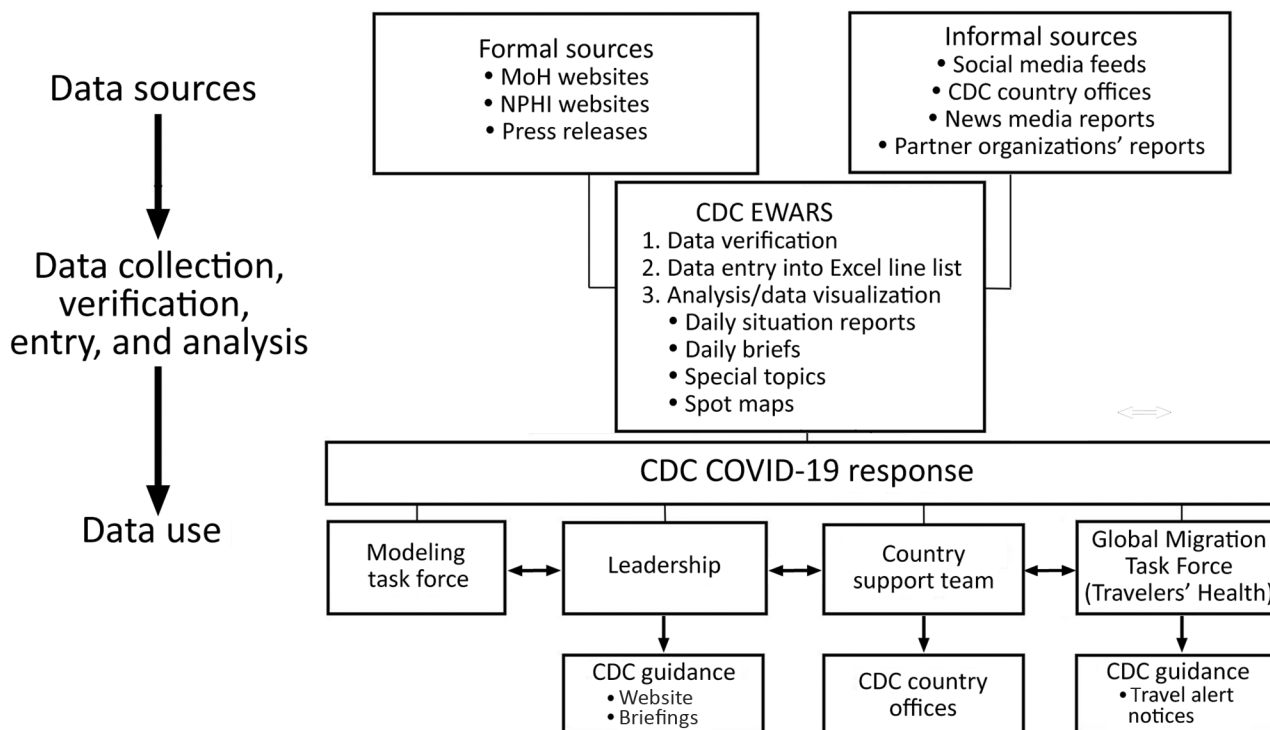 Data sources
Data collection,
verification,
entry, and analysis
Data use
Formal sources
• MoH websites
• NPHI websites
• Press releases
Informal sources
• Social media feeds
• CDC country offices
• News media reports
• Partner organizations’ reports
CDC EWARS
1. Data verification
2. Data entry into Excel line list
3. Analysis/data visualization
• Daily situation reports
• Daily briefs
• Special topics
• Spot maps
CDC COVID-19 response
Modeling
task force
Leadership
Country
support team
Global Migration
Task Force
(Travelers’ Health)
CDC guidance
• Website
• Briefings
CDC country
offices
CDC guidance
• Travel alert
notices